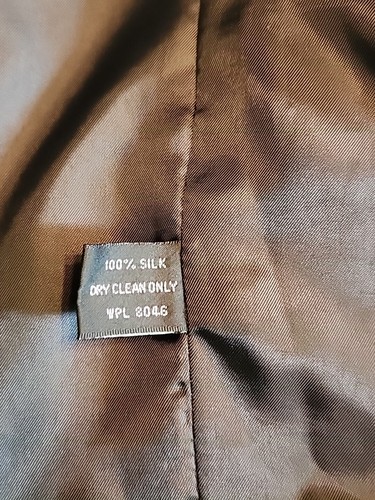 100% SILK
DRY CLEAN ONLY
WPL 8046